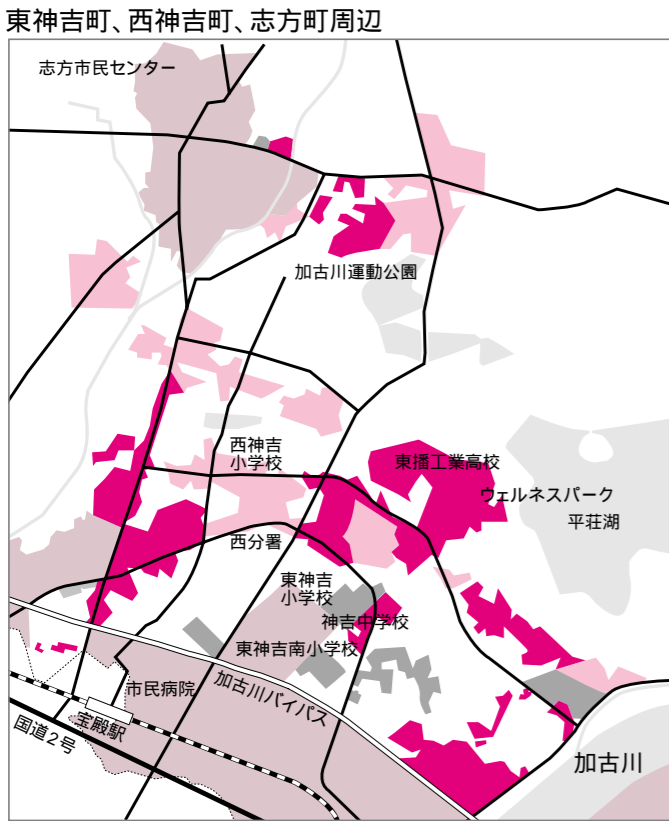 東神吉町、西神吉町、志方町周辺
志方市民センター
加古川運動公園
西神吉
小学校
東播工業高校
ウェルネスパーク
平荘湖
西分署
東神吉
小学校
神吉中学校
東神吉南小学校
市民病院
加古川バイパス
宝殿駅
国道2号
加古川